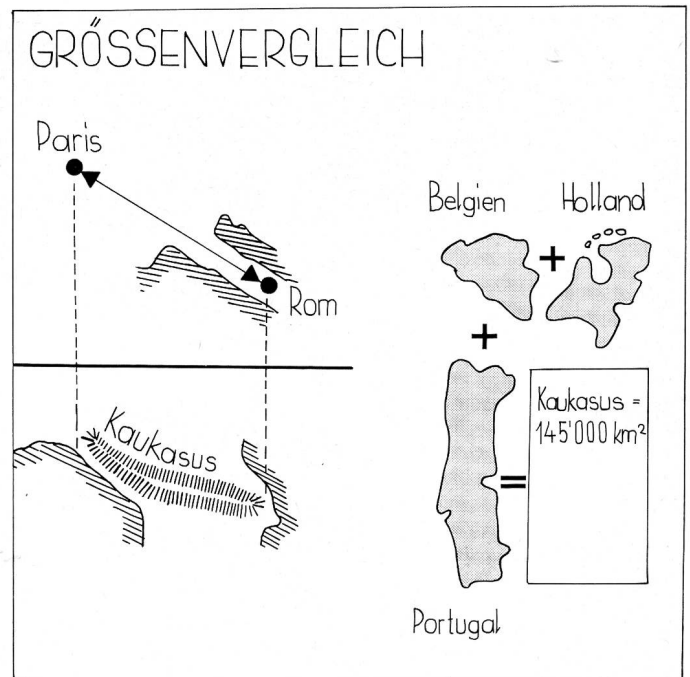 GRÖSSENVERGLEICH
Paris
Rom
Kaukasus
Belgien
Holland
+
+
=
Kaukasus =
145'000 km²
Portugal